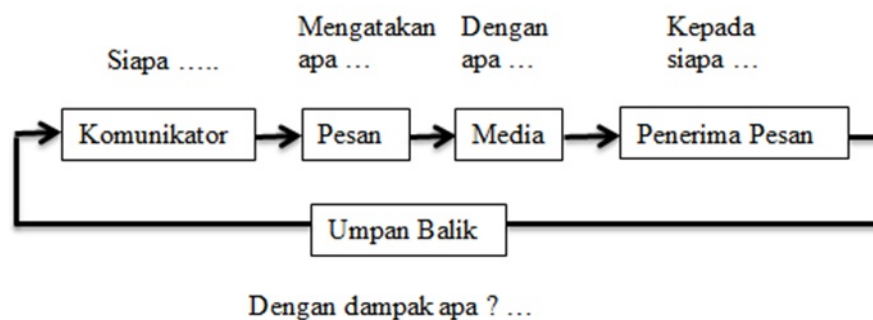 Siapa .....
Mengatakan
apa ...
Dengan
apa ...
Kepada
siapa ...
Komunikator
Pesan
Media
Penerima Pesan
Umpan Balik
Dengan dampak apa ? ...